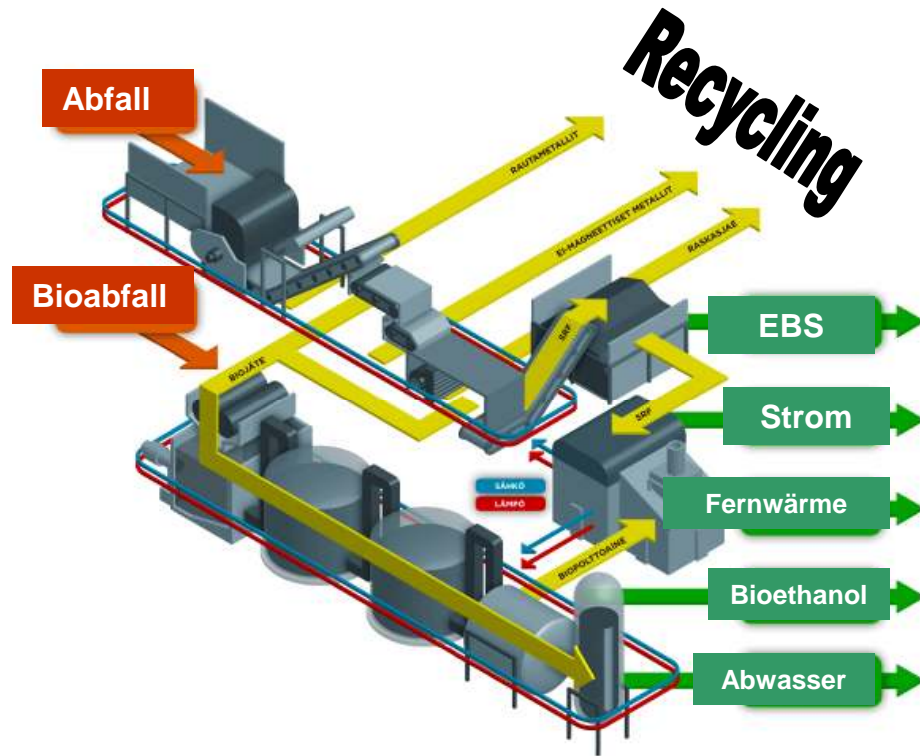 Recycling
Abfall
RAUTAMETALLIT
EI-MAGNEETTISET METALLIT
RASKASJAE
Bioabfall
BIOJÄTE
SRF
EBS
SRF
Strom
SÄHKÖ
LÄMPÖ
Fernwärme
BIOPOLTTOAINE
Bioethanol
Abwasser